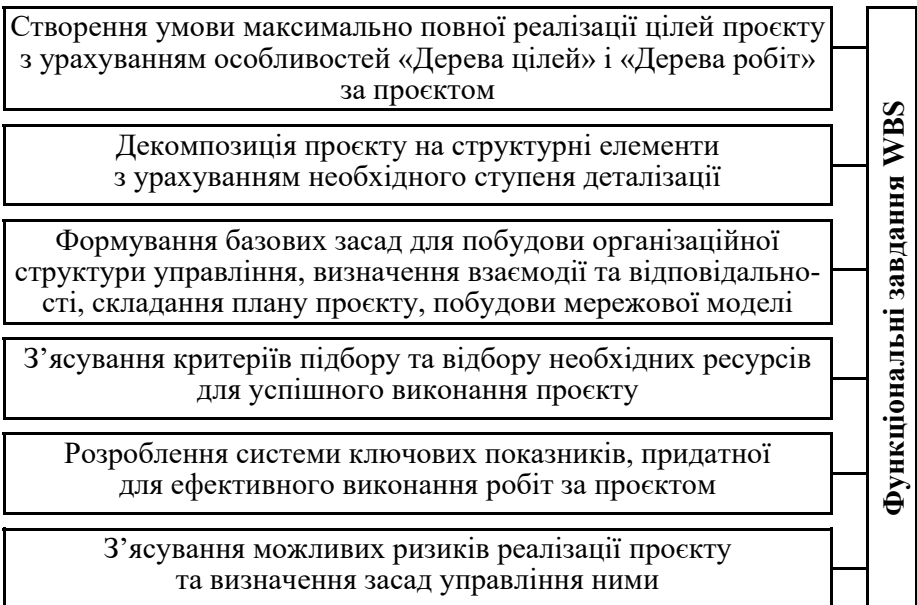 Створення умови максимально повної реалізації цілей проєкту
з урахуванням особливостей «Дерева цілей» і «Дерева робіт»
за проєктом
Декомпозиція проєкту на структурні елементи
з урахуванням необхідного ступеня деталізації
Формування базових засад для побудови організаційної
структури управління, визначення взаємодії та відповідально-
сті, складання плану проєкту, побудови мережової моделі
З’ясування критеріїв підбору та відбору необхідних ресурсів
для успішного виконання проєкту
Розроблення системи ключових показників, придатної
для ефективного виконання робіт за проєктом
З’ясування можливих ризиків реалізації проєкту
та визначення засад управління ними
Функціональні завдання WBS